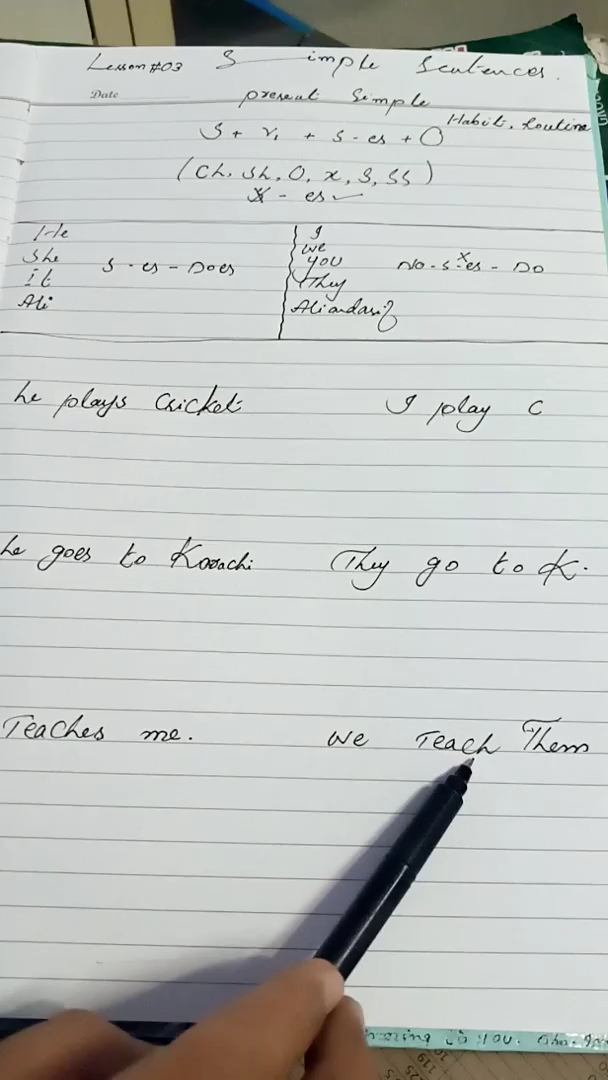 Lesson #03 Simple Sentences.
Date present Simple
S + V1 + S - es + O Habit, Routine
(Ch, Sh, O, x, S, SS)
- es ✓
He I
She we
it S - es - Does you No - S - es - Do
Ali They
Ali and Asif
he plays cricket I play C
he goes to Karachi They go to K.
Teaches me. we Teach Them